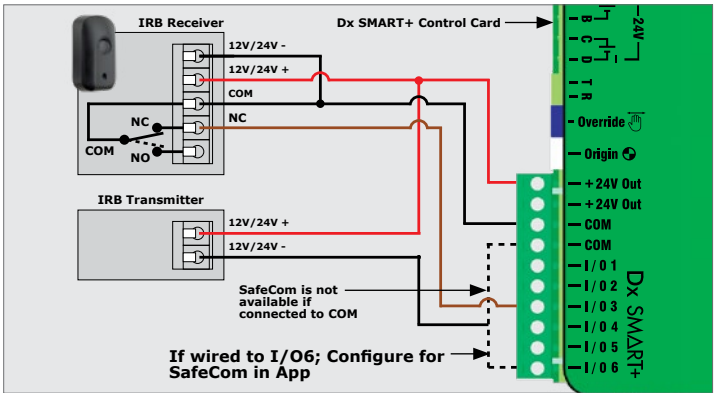 IRB Receiver
12V/24V -
12V/24V +
COM
NC
NC
COM
NO
IRB Transmitter
12V/24V +
12V/24V -
SafeCom is not
available if
connected to COM
If wired to I/O6; Configure for
SafeCom in App
Dx SMART+ Control Card
B
C
D
24V
T
R
Override
Origin
+24V Out
+24V Out
COM
COM
I/O 1
I/O 2
I/O 3
I/O 4
I/O 5
I/O 6
Dx SMART+